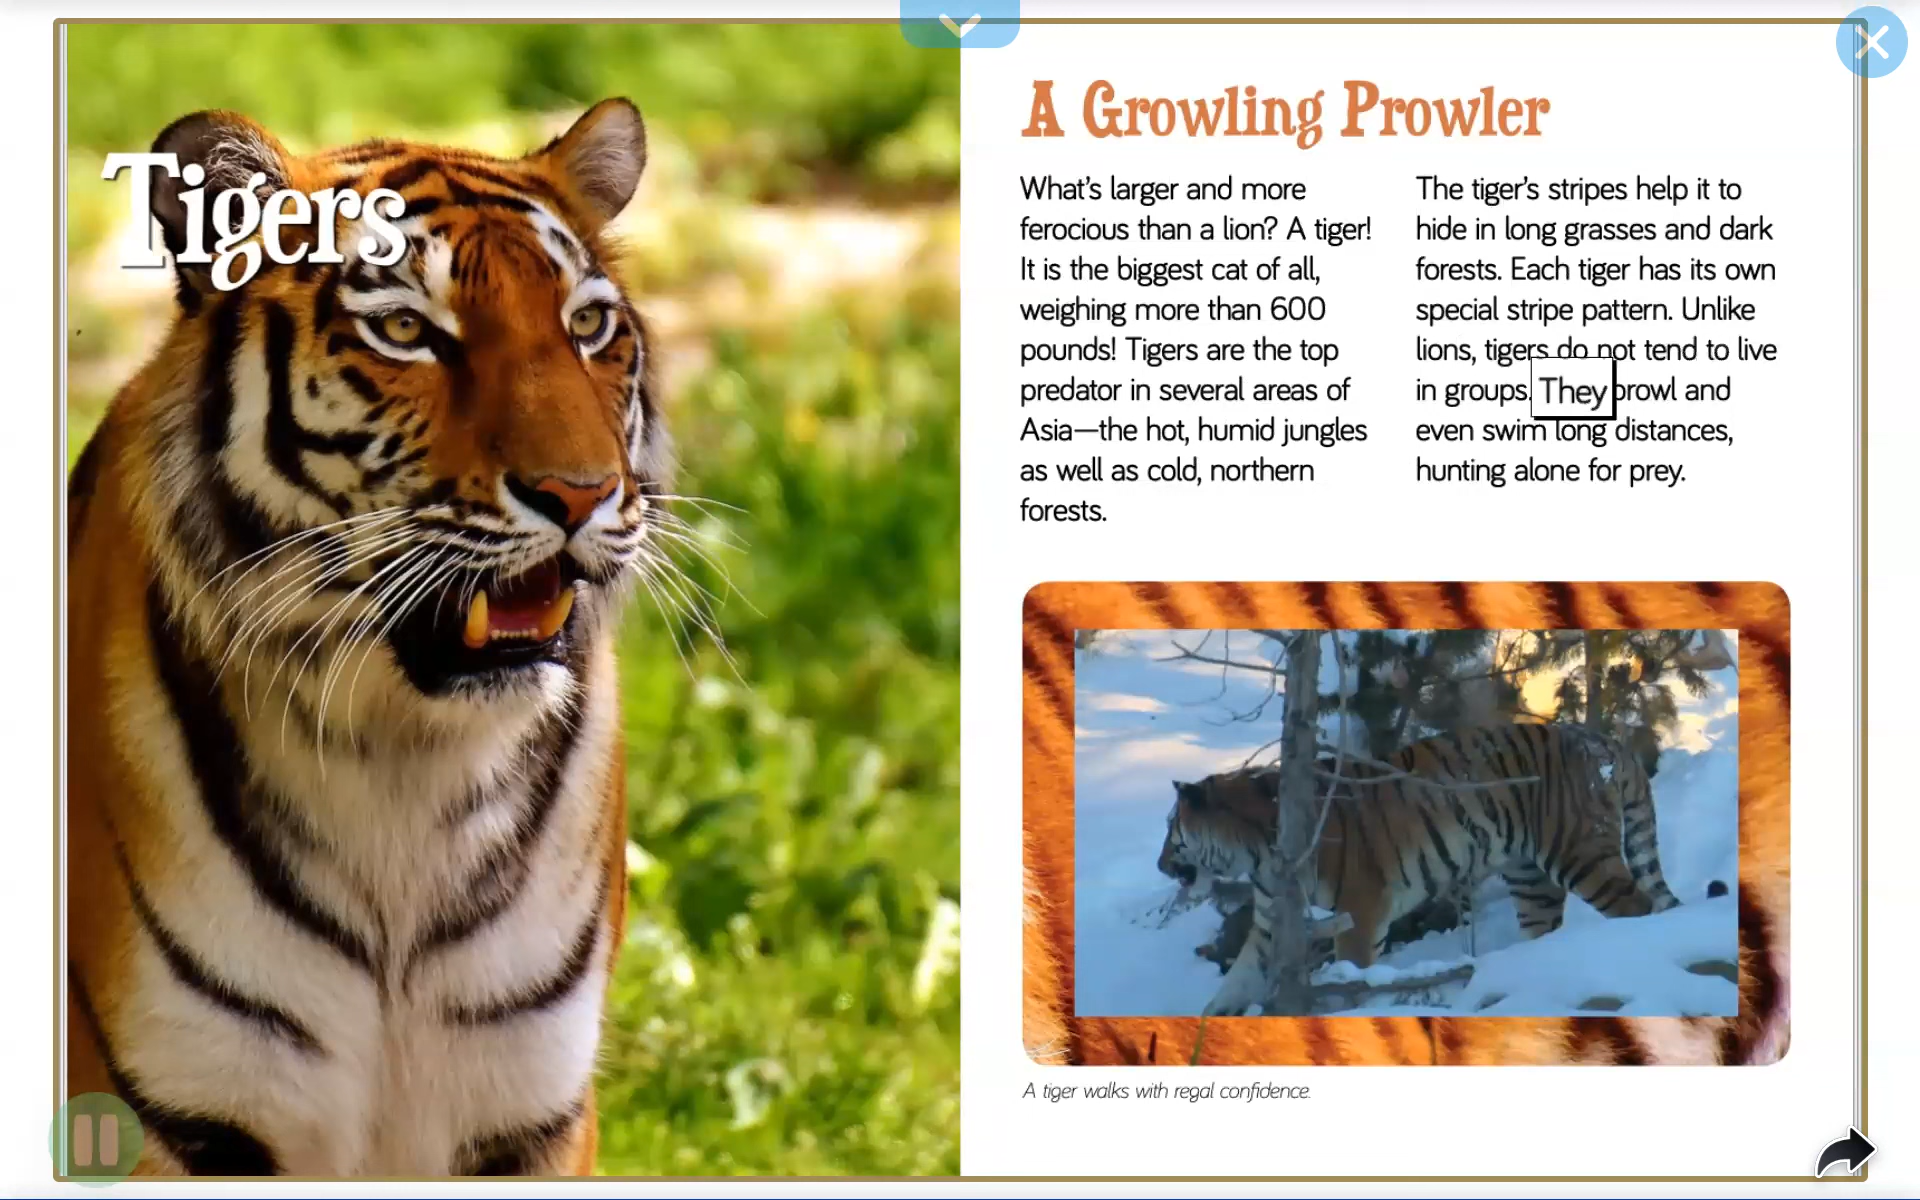 Tigers
A Growling Prowler
What's larger and more
ferocious than a lion? A tiger!
It is the biggest cat of all,
weighing more than 600
pounds! Tigers are the top
predator in several areas of
Asia—the hot, humid jungles
as well as cold, northern
forests.
The tiger's stripes help it to
hide in long grasses and dark
forests. Each tiger has its own
special stripe pattern. Unlike
lions, tigers do not tend to live
in groups. They prowl and
even swim long distances,
hunting alone for prey.
A tiger walks with regal confidence.